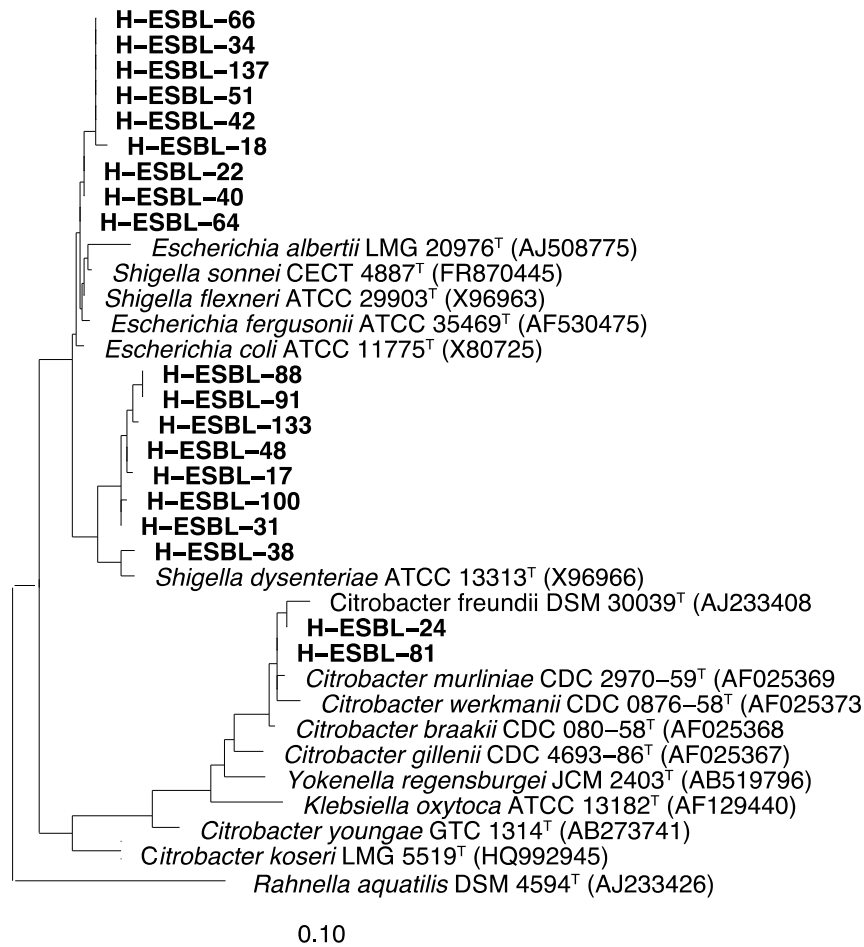 H–ESBL–66
H–ESBL–34
H–ESBL–137
H–ESBL–51
H–ESBL–42
H–ESBL–18
H–ESBL–22
H–ESBL–40
H–ESBL–64
Escherichia albertii LMG 20976ᵀ (AJ508775)
Shigella sonnei CECT 4887ᵀ (FR870445)
Shigella flexneri ATCC 29903ᵀ (X96963)
Escherichia fergusonii ATCC 35469ᵀ (AF530475)
Escherichia coli ATCC 11775ᵀ (X80725)
H–ESBL–88
H–ESBL–91
H–ESBL–133
H–ESBL–48
H–ESBL–17
H–ESBL–100
H–ESBL–31
H–ESBL–38
Shigella dysenteriae ATCC 13313ᵀ (X96966)
Citrobacter freundii DSM 30039ᵀ (AJ233408
H–ESBL–24
H–ESBL–81
Citrobacter murliniae CDC 2970–59ᵀ (AF025369
Citrobacter werkmanii CDC 0876–58ᵀ (AF025373
Citrobacter braakii CDC 080–58ᵀ (AF025368
Citrobacter gillenii CDC 4693–86ᵀ (AF025367)
Yokenella regensburgei JCM 2403ᵀ (AB519796)
Klebsiella oxytoca ATCC 13182ᵀ (AF129440)
Citrobacter youngae GTC 1314ᵀ (AB273741)
Citrobacter koseri LMG 5519ᵀ (HQ992945)
Rahnella aquatilis DSM 4594ᵀ (AJ233426)
0.10